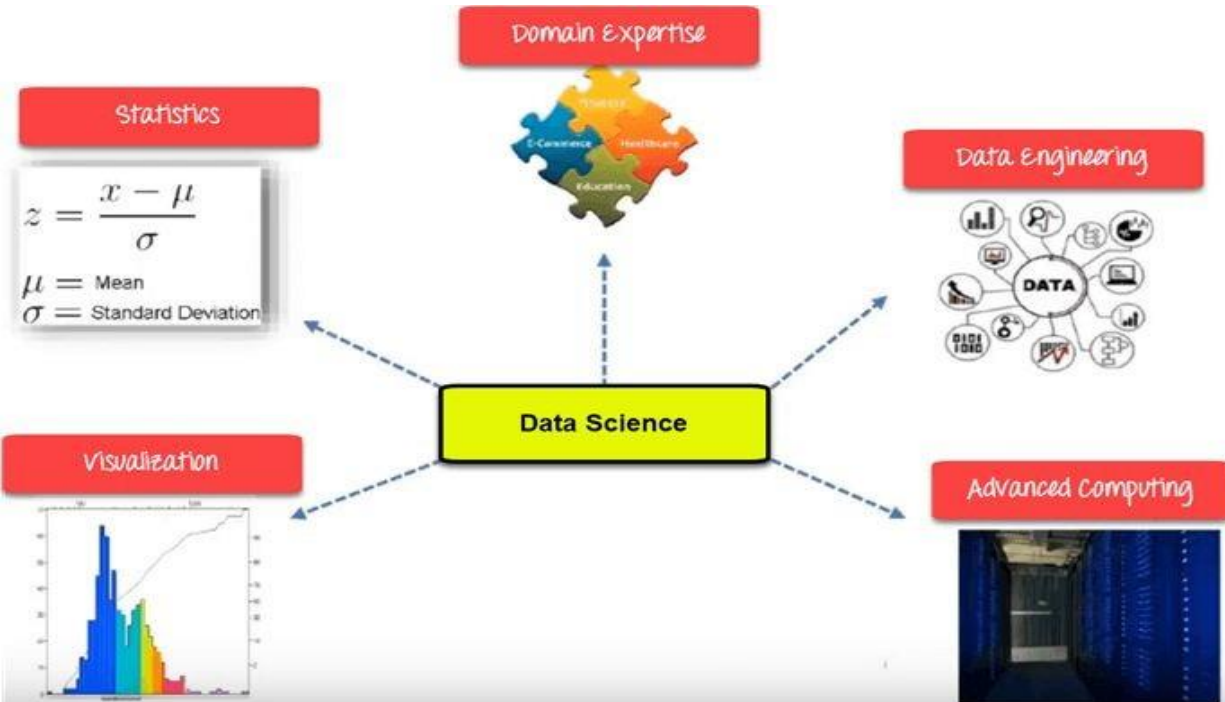 Domain Expertise
Statistics
z = x − μ / σ
μ = Mean
σ = Standard Deviation
E-Commerce
Healthcare
Education
Data Engineering
DATA
Data Science
Visualization
Advanced Computing